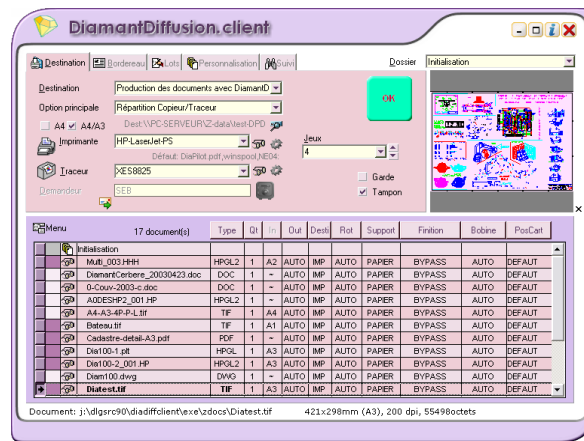 DiamantDiffusion.client
Destination Bordereau Lots Personnalisation Suivi Dossier Initialisation
Destination Production des documents avec DiamantD
Option principale Répartition Copieur/Traceur
A4 A4/A3 Dest:\\PC-SERVEUR\Z-data\test-DPD
OK
Imprimante HP-LaserJet-PS
Défaut: DiaPilot.pdf,winspool,NE04:
Jeux
4
Traceur XES8825
Garde
Demandeur SEB
Tampon
Menu 17 document(s) Type Qt In Out Desti Rot Support Finition Bobine PosCart
Initialisation
Multi_003.HHH HPGL2 1 A2 AUTO IMP AUTO PAPIER BYPASS AUTO DEFAUT
DiamantCerbere_20030423.doc DOC 1 - AUTO IMP AUTO PAPIER BYPASS AUTO DEFAUT
0-Couv-2003-c.doc DOC 1 - AUTO IMP AUTO PAPIER BYPASS AUTO DEFAUT
A0DESHP2_001.HP HPGL2 1 - AUTO IMP AUTO PAPIER BYPASS AUTO DEFAUT
A4-A3-4P-P-L.tif TIF 1 A4 AUTO IMP AUTO PAPIER BYPASS AUTO DEFAUT
Bateau.tif TIF 1 A1 AUTO IMP AUTO PAPIER BYPASS AUTO DEFAUT
Cadastre-detail-A3.pdf PDF 1 - AUTO IMP AUTO PAPIER BYPASS AUTO DEFAUT
Dia100-1.plt HPGL 1 A3 AUTO IMP AUTO PAPIER BYPASS AUTO DEFAUT
Dia100-2_001.HP HPGL2 1 A3 AUTO IMP AUTO PAPIER BYPASS AUTO DEFAUT
Diam100.dwg DWG 1 - AUTO IMP AUTO PAPIER BYPASS AUTO DEFAUT
Diatest.tif TIF 1 A3 AUTO IMP AUTO PAPIER BYPASS AUTO DEFAUT
Document: j:\dlgsrc90\diadiffclient\exe\zdocs\Diatest.tif 421x298mm (A3), 200 dpi, 55498octets